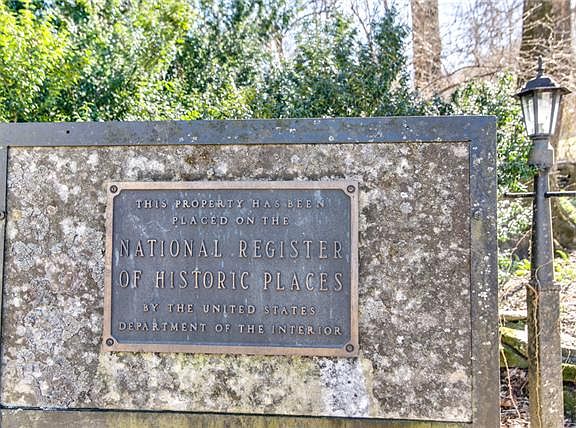 THIS PROPERTY HAS BEEN
PLACED ON THE
NATIONAL REGISTER
OF HISTORIC PLACES
BY THE UNITED STATES
DEPARTMENT OF THE INTERIOR